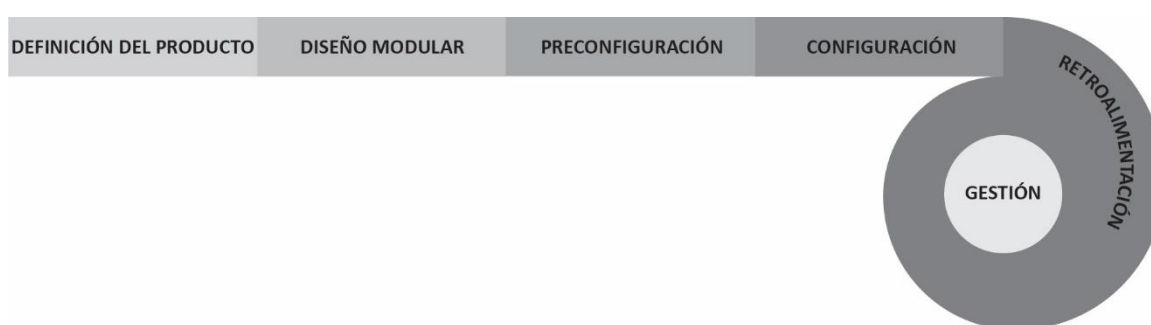 DEFINICIÓN DEL PRODUCTO
DISEÑO MODULAR
PRECONFIGURACIÓN
CONFIGURACIÓN
RETROALIMENTACIÓN
GESTIÓN